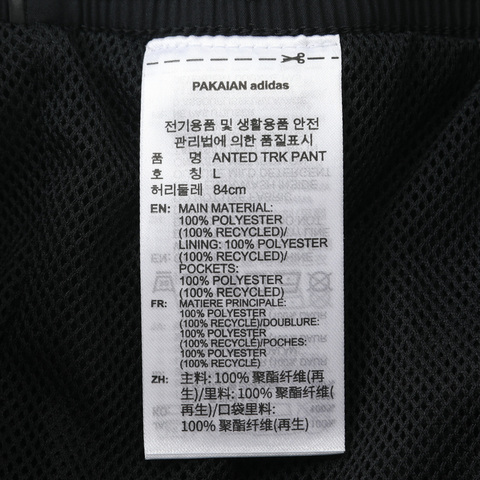 PAKAIAN adidas
전기용품 및 생활용품 안전
관리법에 의한 품질표시
품 명 ANTED TRK PANT
호 칭 L
허리둘레 84cm
EN: MAIN MATERIAL:
100% POLYESTER
(100% RECYCLED)/
LINING: 100% POLYESTER
(100% RECYCLED)/
POCKETS:
100% POLYESTER
(100% RECYCLED)
FR: MATIERE PRINCIPALE:
100% POLYESTER
(100% RECYCLÉ)/DOUBLURE:
100% POLYESTER
(100% RECYCLÉ)/POCHES:
100% POLYESTER
(100% RECYCLÉ)
ZH: 主料: 100% 聚酯纤维(再
生)/里料: 100% 聚酯纤维(
再生)/口袋里料:
100% 聚酯纤维(再生)